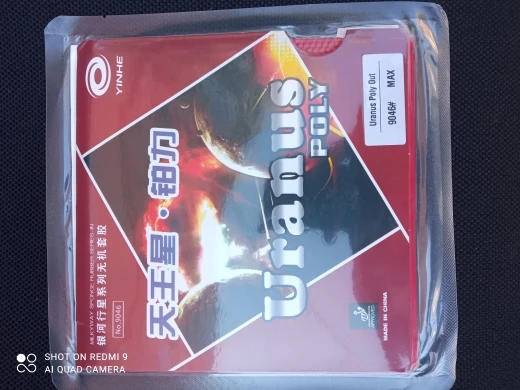 YINHE
MILKYWAY SPONGE RUBBER SERIES-IN
银河行星系列无机套胶
No.9046
天王星·铂力
Uranus
POLY
Uranus Poly Out
9046# MAX
MADE IN CHINA
SHOT ON REDMI 9
AI QUAD CAMERA